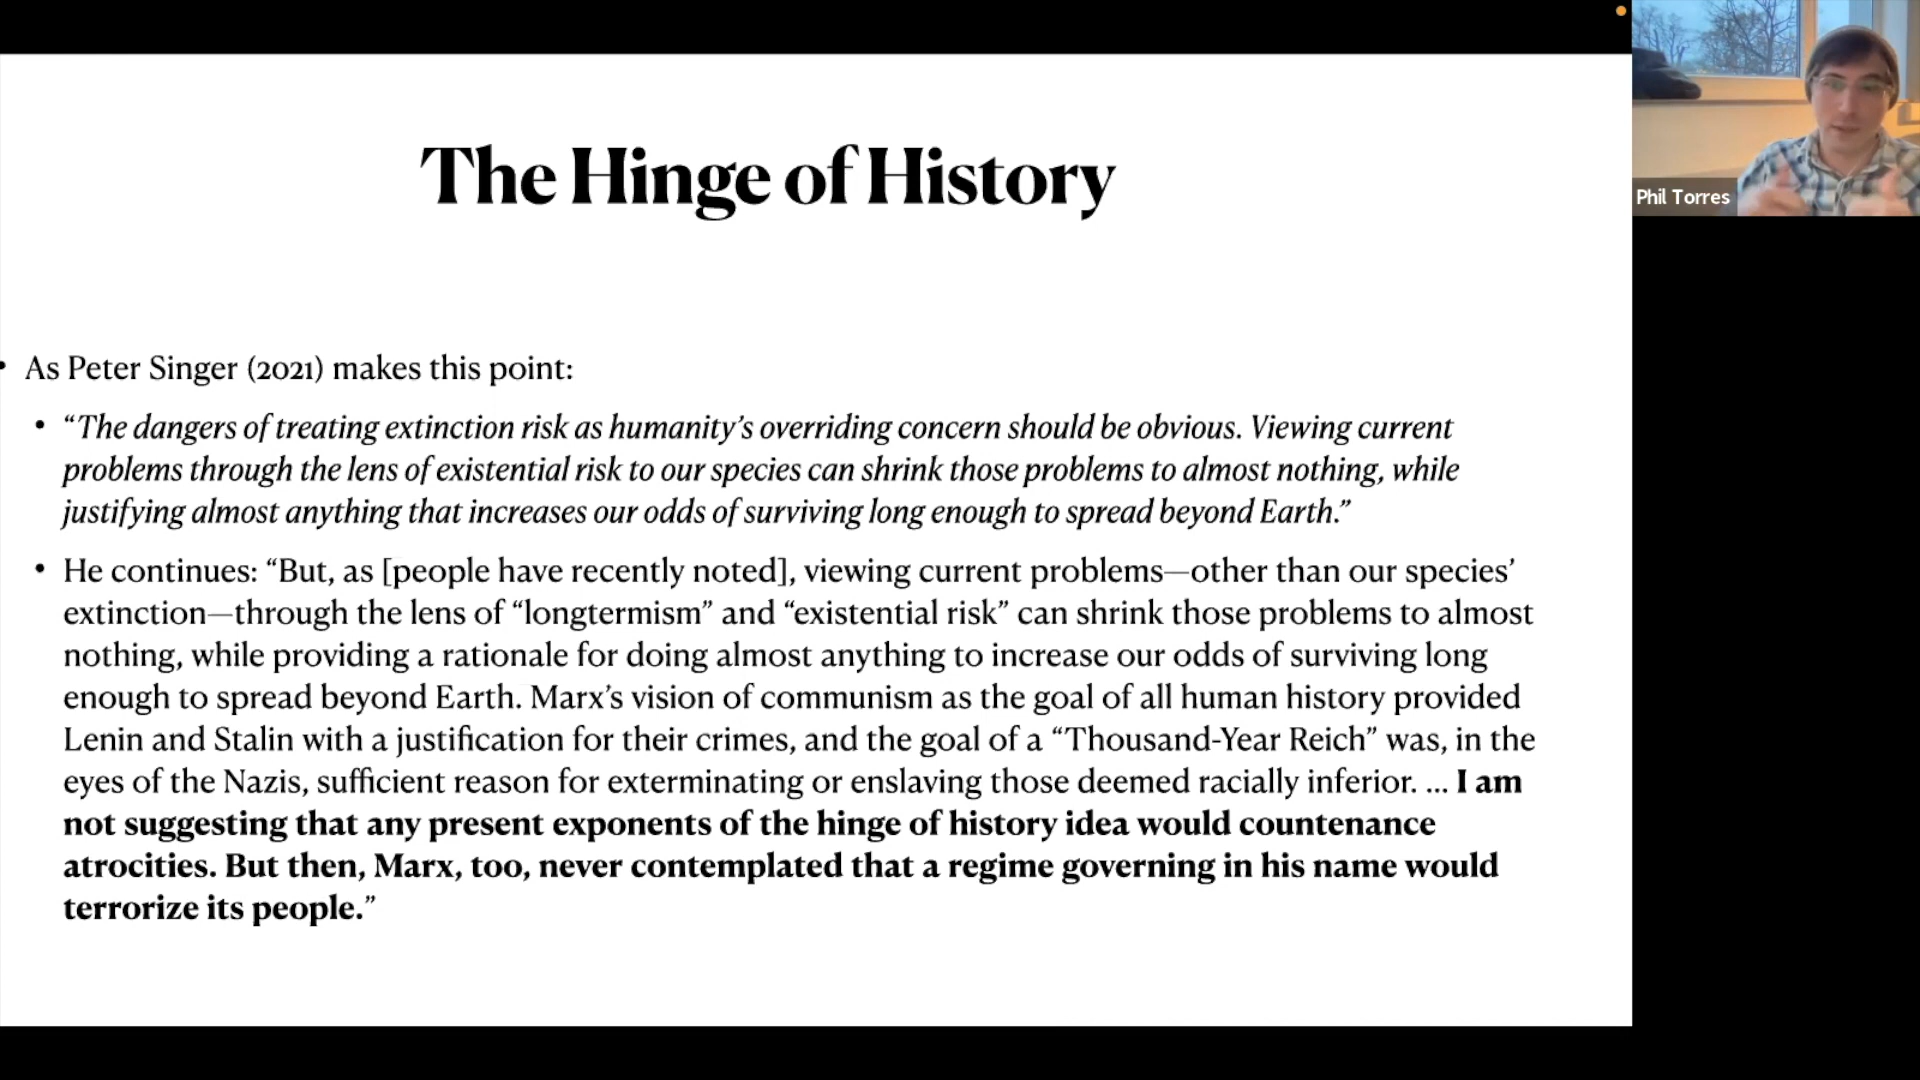 The Hinge of History
Phil Torres
• As Peter Singer (2021) makes this point:
• “The dangers of treating extinction risk as humanity’s overriding concern should be obvious. Viewing current
problems through the lens of existential risk to our species can shrink those problems to almost nothing, while
justifying almost anything that increases our odds of surviving long enough to spread beyond Earth.”
• He continues: “But, as [people have recently noted], viewing current problems—other than our species’
extinction—through the lens of “longtermism” and “existential risk” can shrink those problems to almost
nothing, while providing a rationale for doing almost anything to increase our odds of surviving long
enough to spread beyond Earth. Marx’s vision of communism as the goal of all human history provided
Lenin and Stalin with a justification for their crimes, and the goal of a “Thousand-Year Reich” was, in the
eyes of the Nazis, sufficient reason for exterminating or enslaving those deemed racially inferior. ... I am
not suggesting that any present exponents of the hinge of history idea would countenance
atrocities. But then, Marx, too, never contemplated that a regime governing in his name would
terrorize its people.”